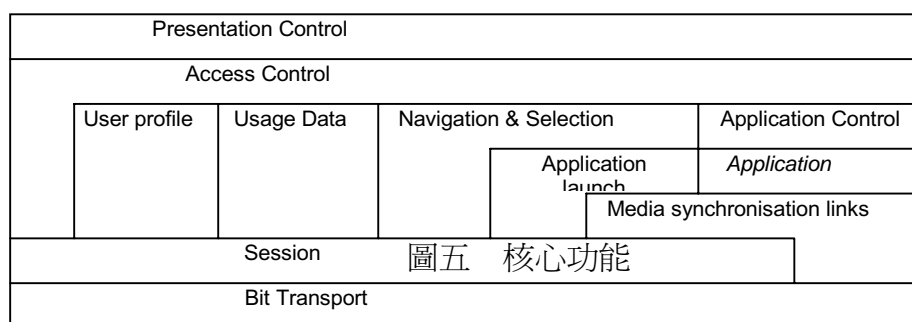 Presentation Control
Access Control
User profile
Usage Data
Navigation & Selection
Application Control
Application
launch
Application
Media synchronisation links
Session
圖五 核心功能
Bit Transport